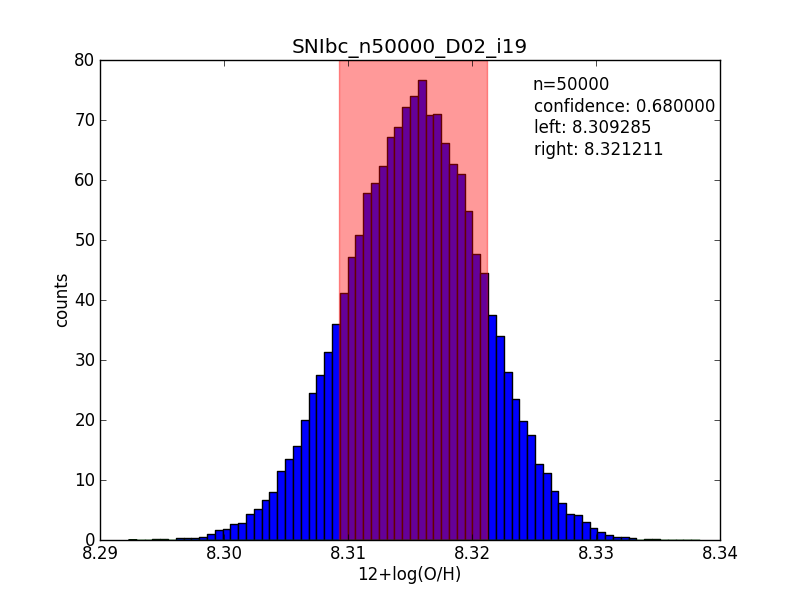 SNIbc_n50000_D02_i19
n=50000
confidence: 0.680000
left: 8.309285
right: 8.321211
80
70
60
50
40
30
20
10
0
counts
8.29 8.30 8.31 8.32 8.33 8.34
12+log(O/H)